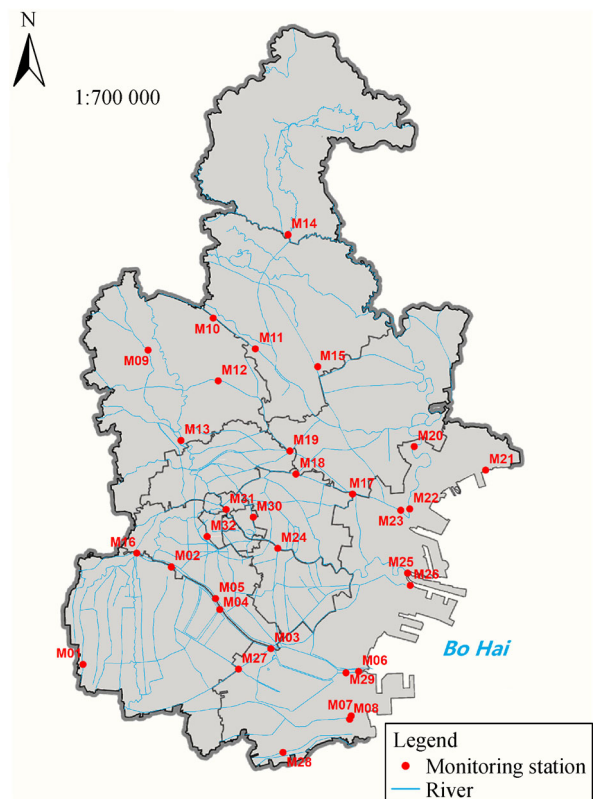 N
1:700 000
M14
M10
M11
M09
M15
M12
M13
M20
M19
M21
M18
M17
M31
M22
M30
M23
M32
M24
M16
M02
M25
M26
M05
M04
M03
Bo Hai
M01
M27
M06
M29
M07
M08
M28
Legend
Monitoring station
River